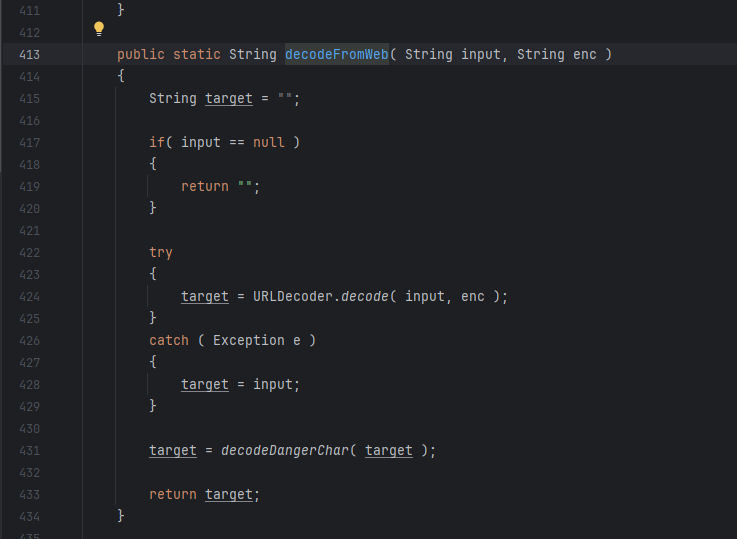 411 }
412
413 public static String decodeFromWeb( String input, String enc )
414 {
415 String target = "";
416
417 if( input == null )
418 {
419 return "";
420 }
421
422 try
423 {
424 target = URLDecoder.decode( input, enc );
425 }
426 catch ( Exception e )
427 {
428 target = input;
429 }
430
431 target = decodeDangerChar( target );
432
433 return target;
434 }
435